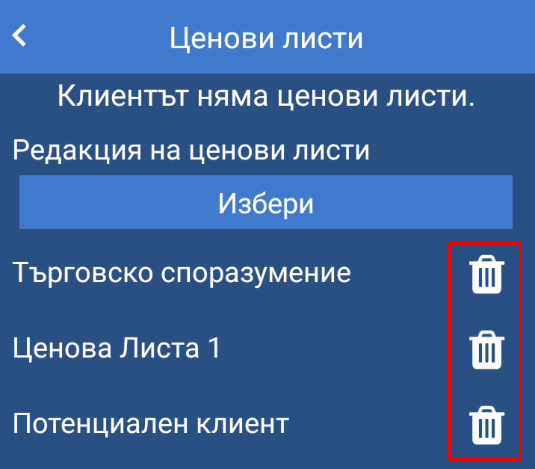 Ценови листи
Клиентът няма ценови листи.
Редакция на ценови листи
Избери
Търговско споразумение
Ценова Листа 1
Потенциален клиент